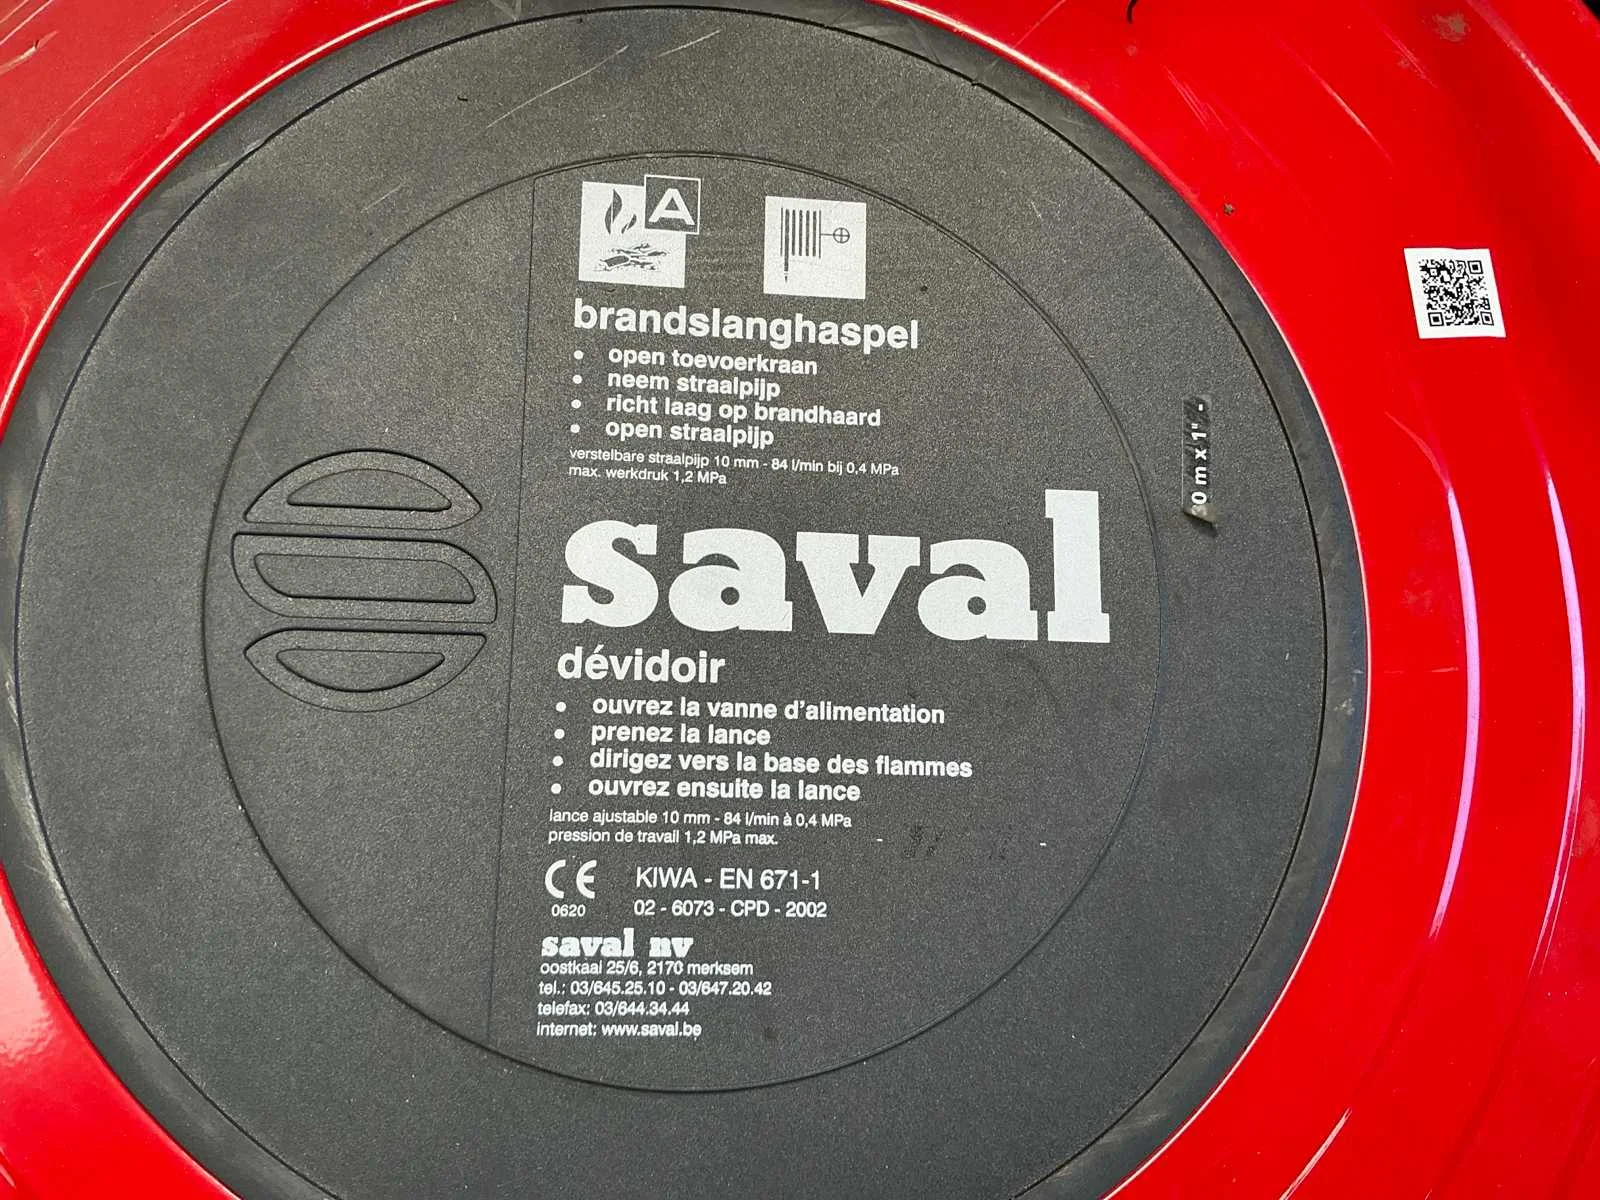 A
brandslanghaspel
• open toevoerkraan
• neem straalpijp
• richt laag op brandhaard
• open straalpijp
verstelbare straalpijp 10 mm - 84 l/min bij 0,4 MPa
max. werkdruk 1,2 MPa
saval
dévidoir
• ouvrez la vanne d'alimentation
• prenez la lance
• dirigez vers la base des flammes
• ouvrez ensuite la lance
lance ajustable 10 mm - 84 l/min à 0,4 MPa
pression de travail 1,2 MPa max.
CE KIWA - EN 671-1
0620 02 - 6073 - CPD - 2002
saval nv
oostkaai 25/6, 2170 merksem
tel.: 03/645.25.10 - 03/647.20.42
telefax: 03/644.34.44
internet: www.saval.be
m x 1" -